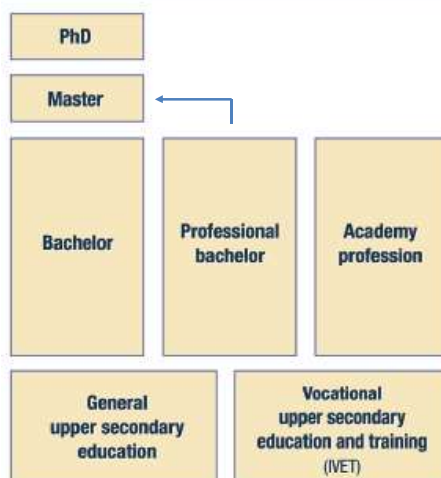 PhD
Master
Bachelor
Professional
bachelor
Academy
profession
General
upper secondary
education
Vocational
upper secondary
education and training
(IVET)